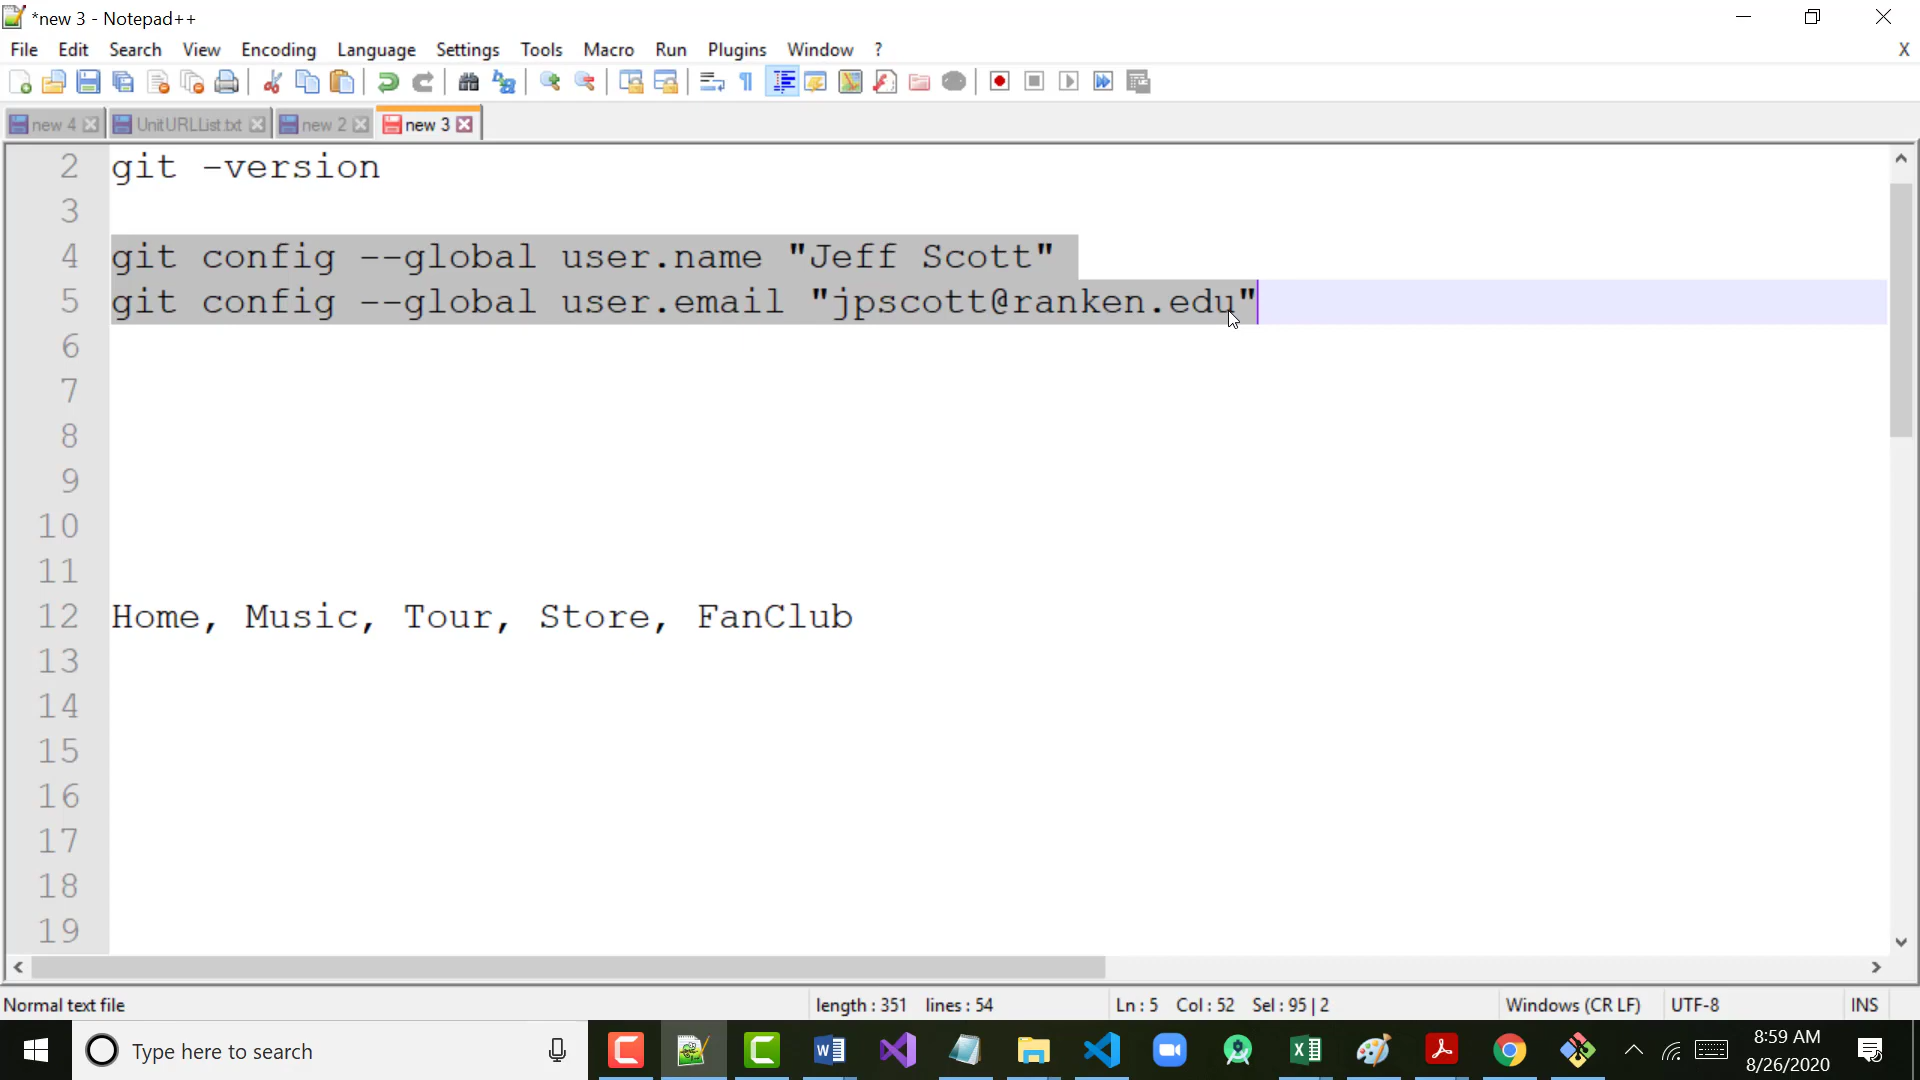 *new 3 - Notepad++
File Edit Search View Encoding Language Settings Tools Macro Run Plugins Window ? X
new 4 UnitURLList.txt new 2 new 3
2 git -version
3
4 git config --global user.name "Jeff Scott"
5 git config --global user.email "jpscott@ranken.edu"
6
7
8
9
10
11
12 Home, Music, Tour, Store, FanClub
13
14
15
16
17
18
19
Normal text file length : 351 lines : 54 Ln : 5 Col : 52 Sel : 95 | 2 Windows (CR LF) UTF-8 INS
Type here to search
8:59 AM
8/26/2020